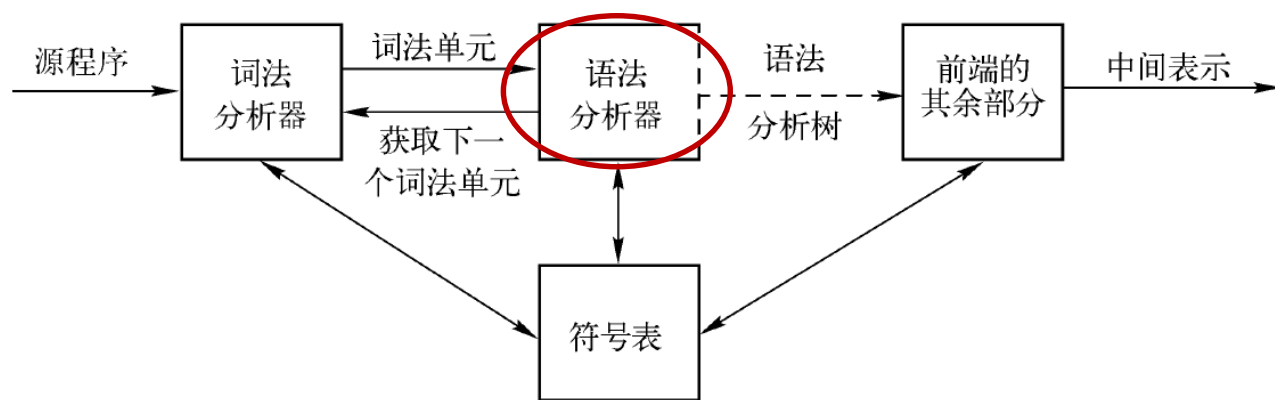 源程序
词法
分析器
词法单元
获取下一
个词法单元
语法
分析器
语法
分析树
前端的
其余部分
中间表示
符号表